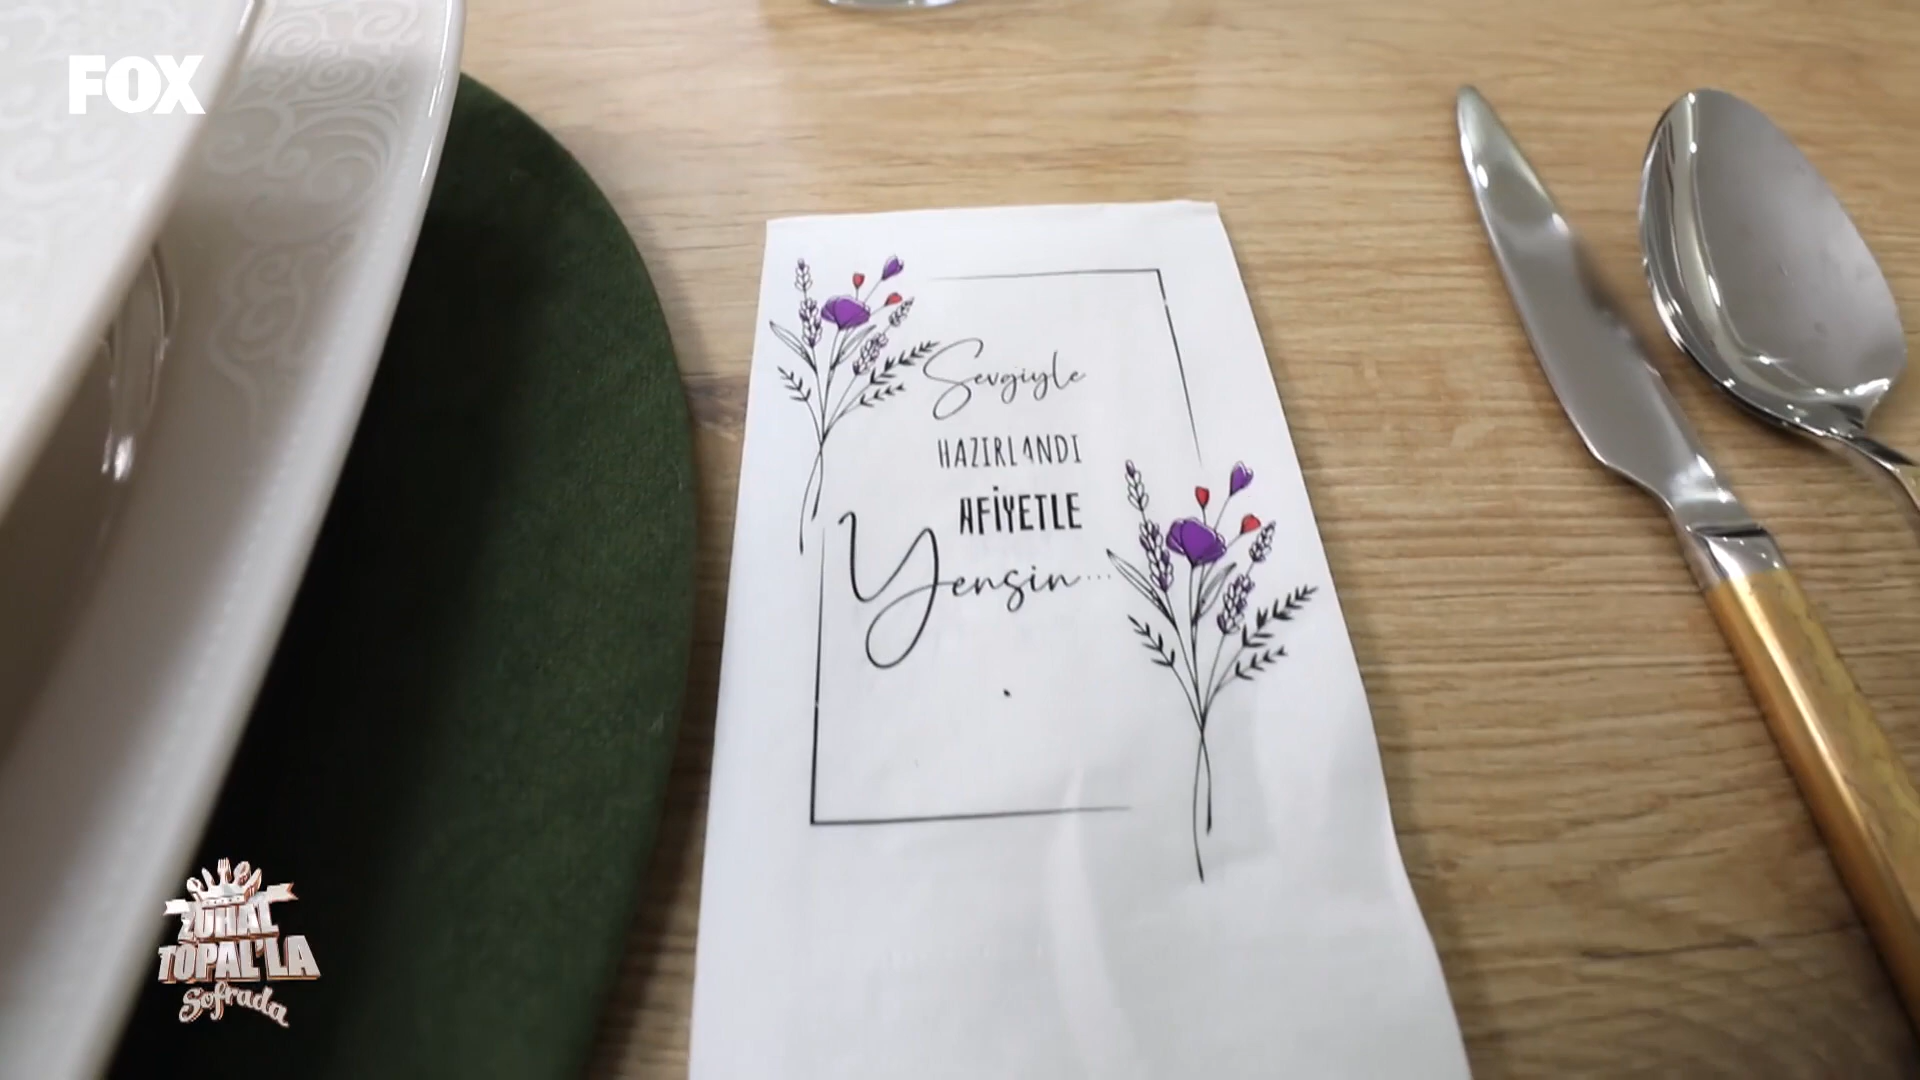 FOX
Sevgiyle
HAZIRLANDI
AFİYETLE
Yensin...
ZUHAL
TOPAL'LA
Sofrada